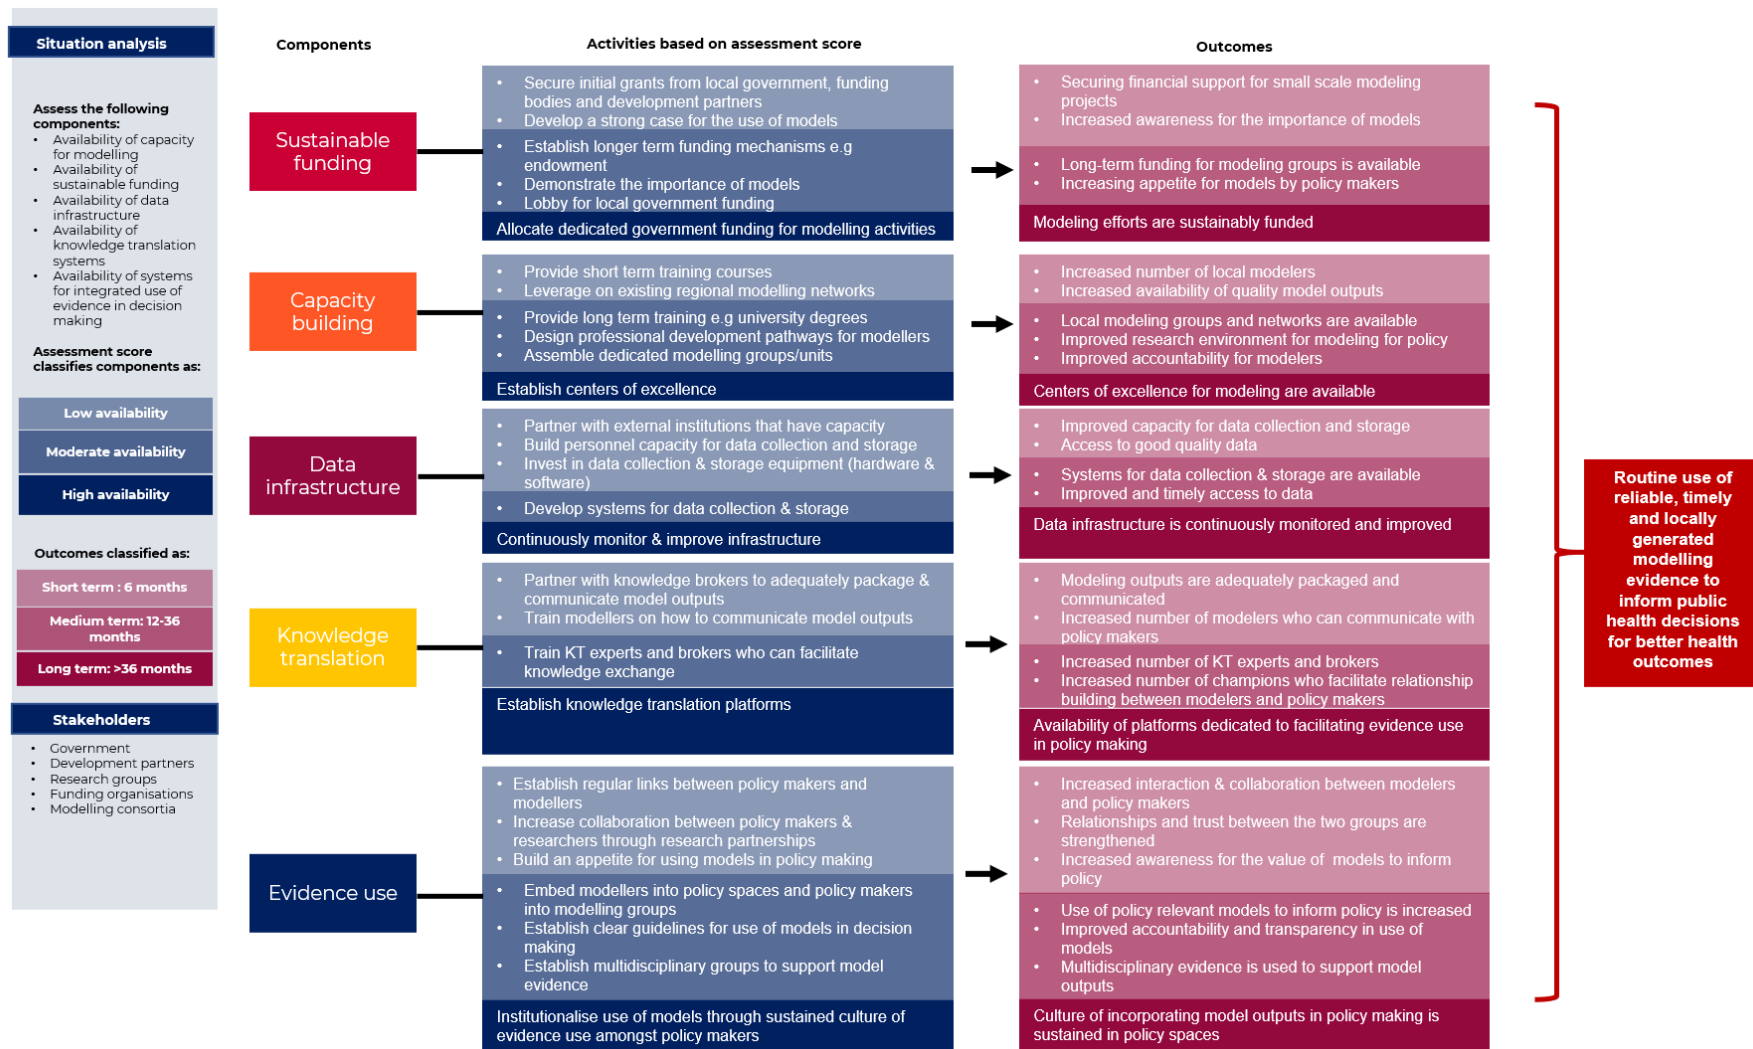 Situation analysis
Assess the following
components:
• Availability of capacity
for modelling
• Availability of
sustainable funding
• Availability of data
infrastructure
• Availability of
knowledge translation
systems
• Availability of systems
for integrated use of
evidence in decision
making
Assessment score
classifies components as:
Low availability
Moderate availability
High availability
Outcomes classified as:
Short term : 6 months
Medium term: 12-36
months
Long term: >36 months
Stakeholders
• Government
• Development partners
• Research groups
• Funding organisations
• Modelling consortia
Components
Activities based on assessment score
Outcomes
Sustainable
funding
• Secure initial grants from local government, funding
bodies and development partners
• Develop a strong case for the use of models
• Establish longer term funding mechanisms e.g
endowment
• Demonstrate the importance of models
• Lobby for local government funding
Allocate dedicated government funding for modelling activities
• Securing financial support for small scale modeling
projects
• Increased awareness for the importance of models
• Long-term funding for modeling groups is available
• Increasing appetite for models by policy makers
Modeling efforts are sustainably funded
Capacity
building
• Provide short term training courses
• Leverage on existing regional modelling networks
• Provide long term training e.g university degrees
• Design professional development pathways for modellers
• Assemble dedicated modelling groups/units
Establish centers of excellence
• Increased number of local modelers
• Increased availability of quality model outputs
• Local modeling groups and networks are available
• Improved research environment for modeling for policy
• Improved accountability for modelers
Centers of excellence for modeling are available
Data
infrastructure
• Partner with external institutions that have capacity
• Build personnel capacity for data collection and storage
• Invest in data collection & storage equipment (hardware &
software)
• Develop systems for data collection & storage
Continuously monitor & improve infrastructure
• Improved capacity for data collection and storage
• Access to good quality data
• Systems for data collection & storage are available
• Improved and timely access to data
Data infrastructure is continuously monitored and improved
Knowledge
translation
• Partner with knowledge brokers to adequately package &
communicate model outputs
• Train modellers on how to communicate model outputs
• Train KT experts and brokers who can facilitate
knowledge exchange
Establish knowledge translation platforms
• Modeling outputs are adequately packaged and
communicated
• Increased number of modelers who can communicate with
policy makers
• Increased number of KT experts and brokers
• Increased number of champions who facilitate relationship
building between modelers and policy makers
Availability of platforms dedicated to facilitating evidence use
in policy making
Evidence use
• Establish regular links between policy makers and
modellers
• Increase collaboration between policy makers &
researchers through research partnerships
• Build an appetite for using models in policy making
• Embed modellers into policy spaces and policy makers
into modelling groups
• Establish clear guidelines for use of models in decision
making
• Establish multidisciplinary groups to support model
evidence
Institutionalise use of models through sustained culture of
evidence use amongst policy makers
• Increased interaction & collaboration between modelers
and policy makers
• Relationships and trust between the two groups are
strengthened
• Increased awareness for the value of models to inform
policy
• Use of policy relevant models to inform policy is increased
• Improved accountability and transparency in use of
models
• Multidisciplinary evidence is used to support model
outputs
Culture of incorporating model outputs in policy making is
sustained in policy spaces
Routine use of
reliable, timely
and locally
generated
modelling
evidence to
inform public
health decisions
for better health
outcomes